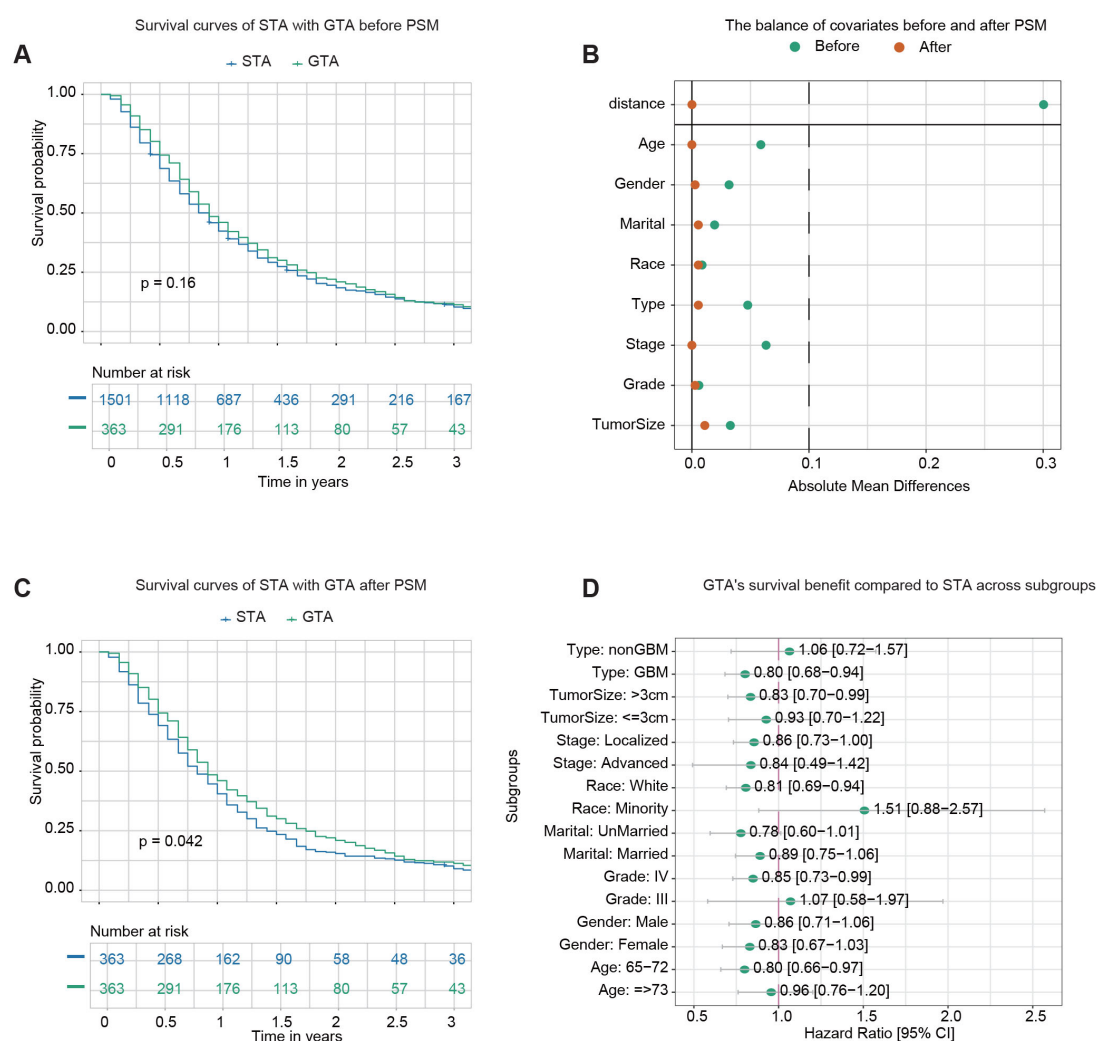 Survival curves of STA with GTA before PSM
A
STA GTA
Survival probability
1.00
0.75
0.50
0.25
0.00
p = 0.16
Number at risk
1501 1118 687 436 291 216 167
363 291 176 113 80 57 43
0 0.5 1 1.5 2 2.5 3
Time in years
The balance of covariates before and after PSM
B
Before After
distance
Age
Gender
Marital
Race
Type
Stage
Grade
TumorSize
0.0 0.1 0.2 0.3
Absolute Mean Differences
C
Survival curves of STA with GTA after PSM
STA GTA
Survival probability
1.00
0.75
0.50
0.25
0.00
p = 0.042
Number at risk
363 268 162 90 58 48 36
363 291 176 113 80 57 43
0 0.5 1 1.5 2 2.5 3
Time in years
D
GTA's survival benefit compared to STA across subgroups
Subgroups
Type: nonGBM 1.06 [0.72−1.57]
Type: GBM 0.80 [0.68−0.94]
TumorSize: >3cm 0.83 [0.70−0.99]
TumorSize: <=3cm 0.93 [0.70−1.22]
Stage: Localized 0.86 [0.73−1.00]
Stage: Advanced 0.84 [0.49−1.42]
Race: White 0.81 [0.69−0.94]
Race: Minority 1.51 [0.88−2.57]
Marital: UnMarried 0.78 [0.60−1.01]
Marital: Married 0.89 [0.75−1.06]
Grade: IV 0.85 [0.73−0.99]
Grade: III 1.07 [0.58−1.97]
Gender: Male 0.86 [0.71−1.06]
Gender: Female 0.83 [0.67−1.03]
Age: 65-72 0.80 [0.66−0.97]
Age: =>73 0.96 [0.76−1.20]
0.5 1.0 1.5 2.0 2.5
Hazard Ratio [95% CI]